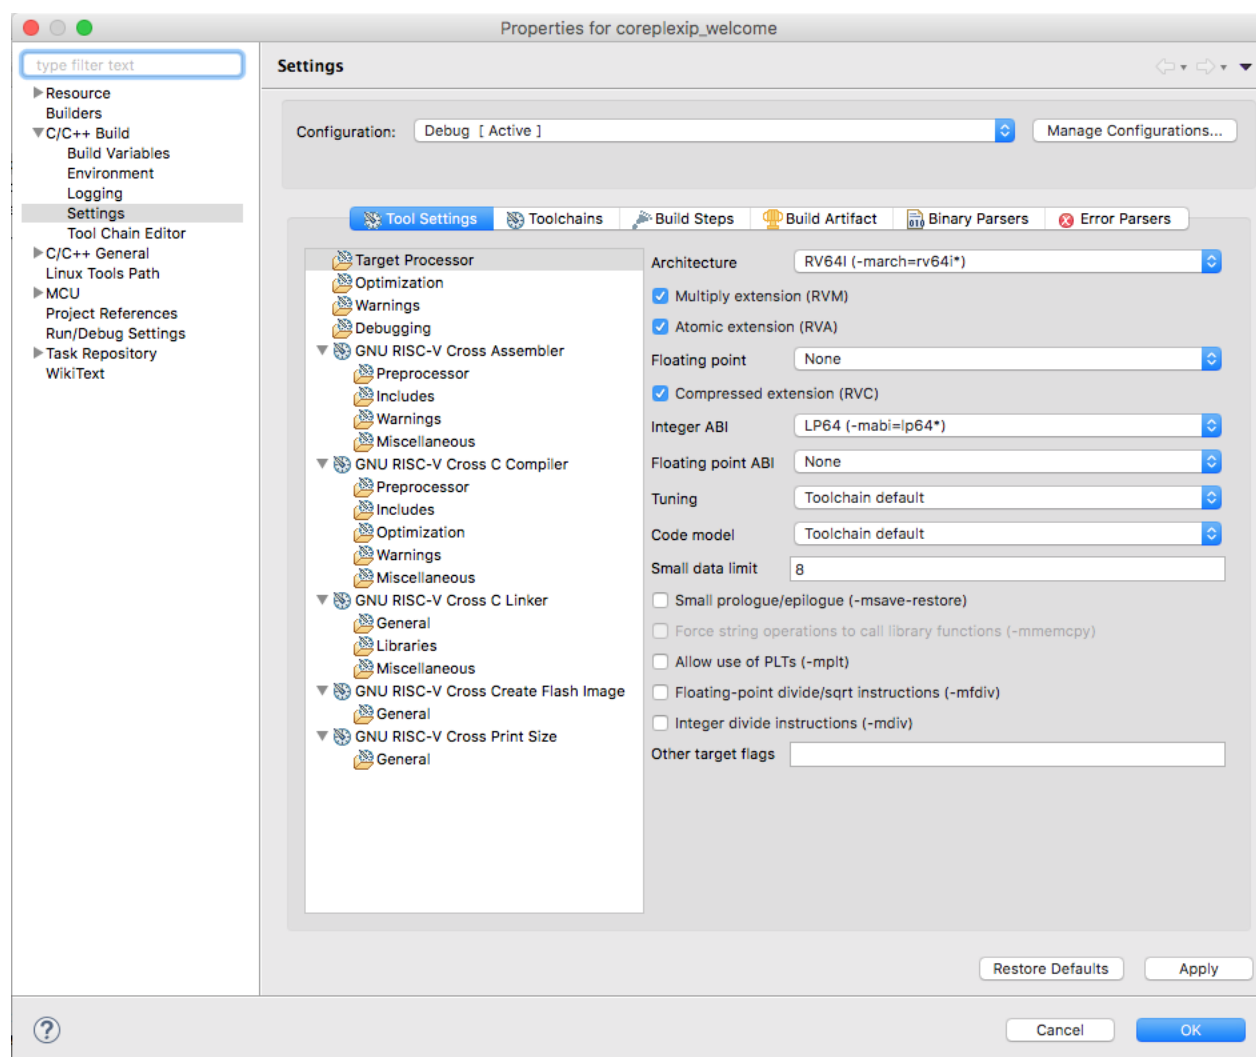 Properties for coreplexip_welcome
type filter text
Resource
Builders
C/C++ Build
Build Variables
Environment
Logging
Settings
Tool Chain Editor
C/C++ General
Linux Tools Path
MCU
Project References
Run/Debug Settings
Task Repository
WikiText
Settings
Configuration: Debug [ Active ] Manage Configurations...
Tool Settings Toolchains Build Steps Build Artifact Binary Parsers Error Parsers
Target Processor
Optimization
Warnings
Debugging
GNU RISC-V Cross Assembler
Preprocessor
Includes
Warnings
Miscellaneous
GNU RISC-V Cross C Compiler
Preprocessor
Includes
Optimization
Warnings
Miscellaneous
GNU RISC-V Cross C Linker
General
Libraries
Miscellaneous
GNU RISC-V Cross Create Flash Image
General
GNU RISC-V Cross Print Size
General
Architecture RV64I (-march=rv64i*)
Multiply extension (RVM)
Atomic extension (RVA)
Floating point None
Compressed extension (RVC)
Integer ABI LP64 (-mabi=lp64*)
Floating point ABI None
Tuning Toolchain default
Code model Toolchain default
Small data limit 8
Small prologue/epilogue (-msave-restore)
Force string operations to call library functions (-mmemcpy)
Allow use of PLTs (-mplt)
Floating-point divide/sqrt instructions (-mfdiv)
Integer divide instructions (-mdiv)
Other target flags
Restore Defaults Apply
? Cancel OK